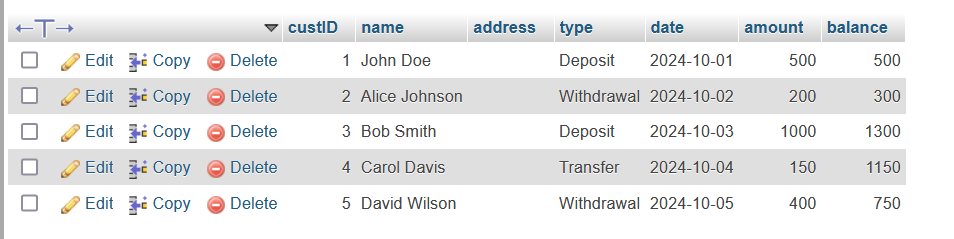 ←T→ custID name address type date amount balance
Edit Copy Delete 1 John Doe Deposit 2024-10-01 500 500
Edit Copy Delete 2 Alice Johnson Withdrawal 2024-10-02 200 300
Edit Copy Delete 3 Bob Smith Deposit 2024-10-03 1000 1300
Edit Copy Delete 4 Carol Davis Transfer 2024-10-04 150 1150
Edit Copy Delete 5 David Wilson Withdrawal 2024-10-05 400 750